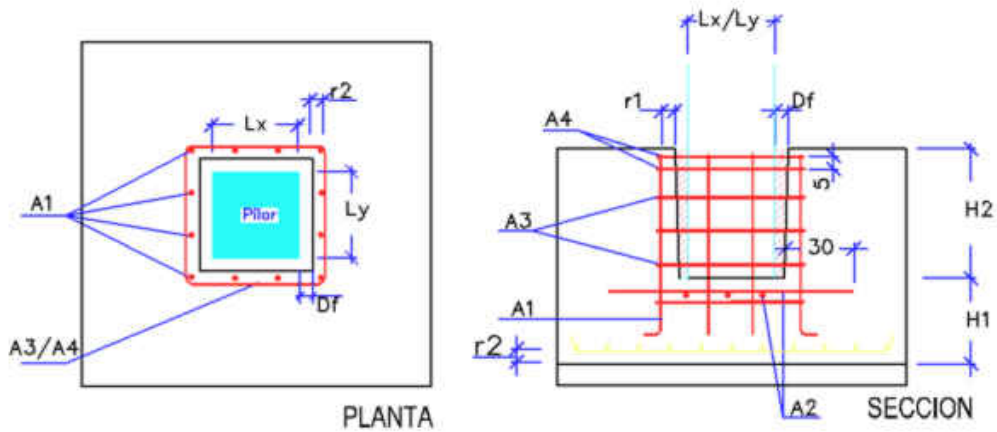 r2
Lx
A1
Pilar
Ly
Df
A3/A4
PLANTA
Lx/Ly
r1
Df
A4
5
A3
30
H2
A1
H1
r2
A2
SECCION